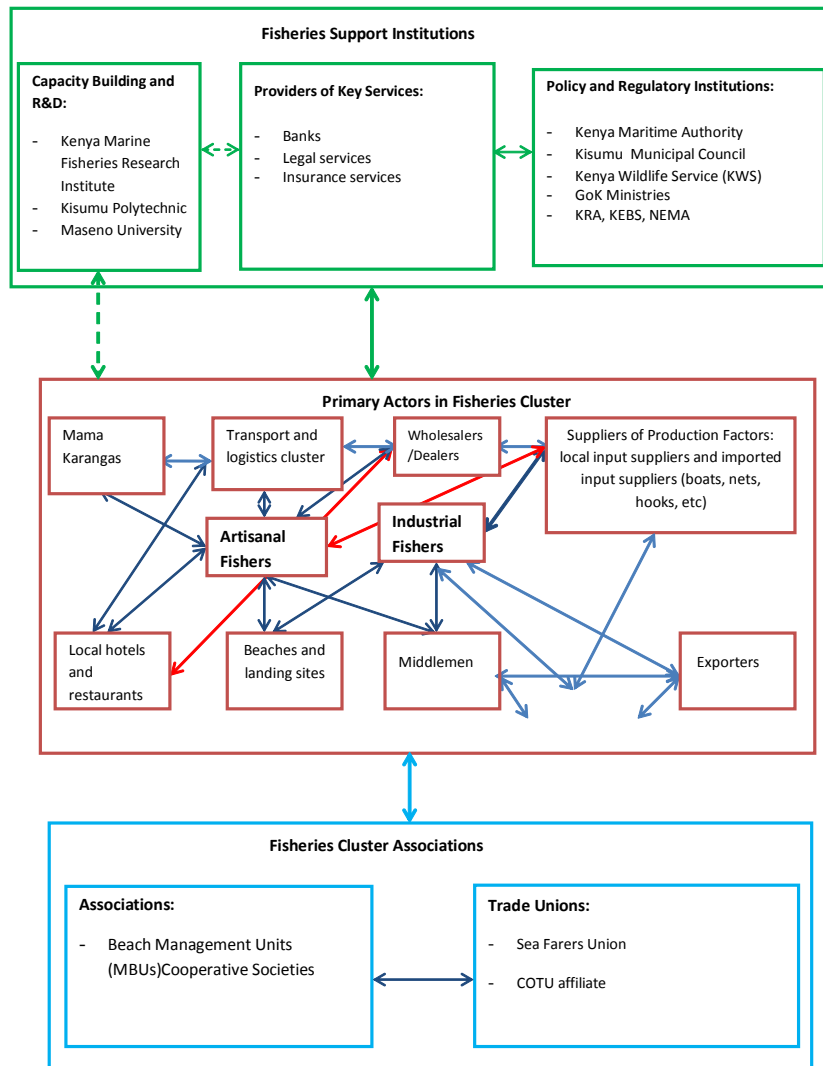 Fisheries Support Institutions
Capacity Building and
R&D:
- Kenya Marine
Fisheries Research
Institute
- Kisumu Polytechnic
- Maseno University
Providers of Key Services:
- Banks
- Legal services
- Insurance services
Policy and Regulatory Institutions:
- Kenya Maritime Authority
- Kisumu Municipal Council
- Kenya Wildlife Service (KWS)
- GoK Ministries
- KRA, KEBS, NEMA
Primary Actors in Fisheries Cluster
Mama
Karangas
Transport and
logistics cluster
Wholesalers
/Dealers
Suppliers of Production Factors:
local input suppliers and imported
input suppliers (boats, nets,
hooks, etc)
Artisanal
Fishers
Industrial
Fishers
Local hotels
and
restaurants
Beaches and
landing sites
Middlemen
Exporters
Fisheries Cluster Associations
Associations:
- Beach Management Units
(MBUs)Cooperative Societies
Trade Unions:
- Sea Farers Union
- COTU affiliate